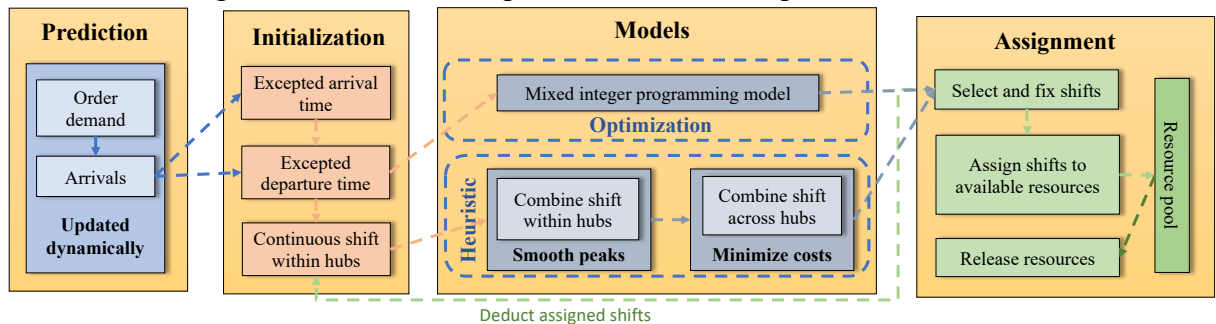 Prediction
Order
demand
Arrivals
Updated
dynamically
Initialization
Excepted arrival
time
Excepted
departure time
Continuous shift
within hubs
Models
Mixed integer programming model
Optimization
Heuristic
Combine shift
within hubs
Smooth peaks
Combine shift
across hubs
Minimize costs
Assignment
Select and fix shifts
Assign shifts to
available resources
Release resources
Resource pool
Deduct assigned shifts